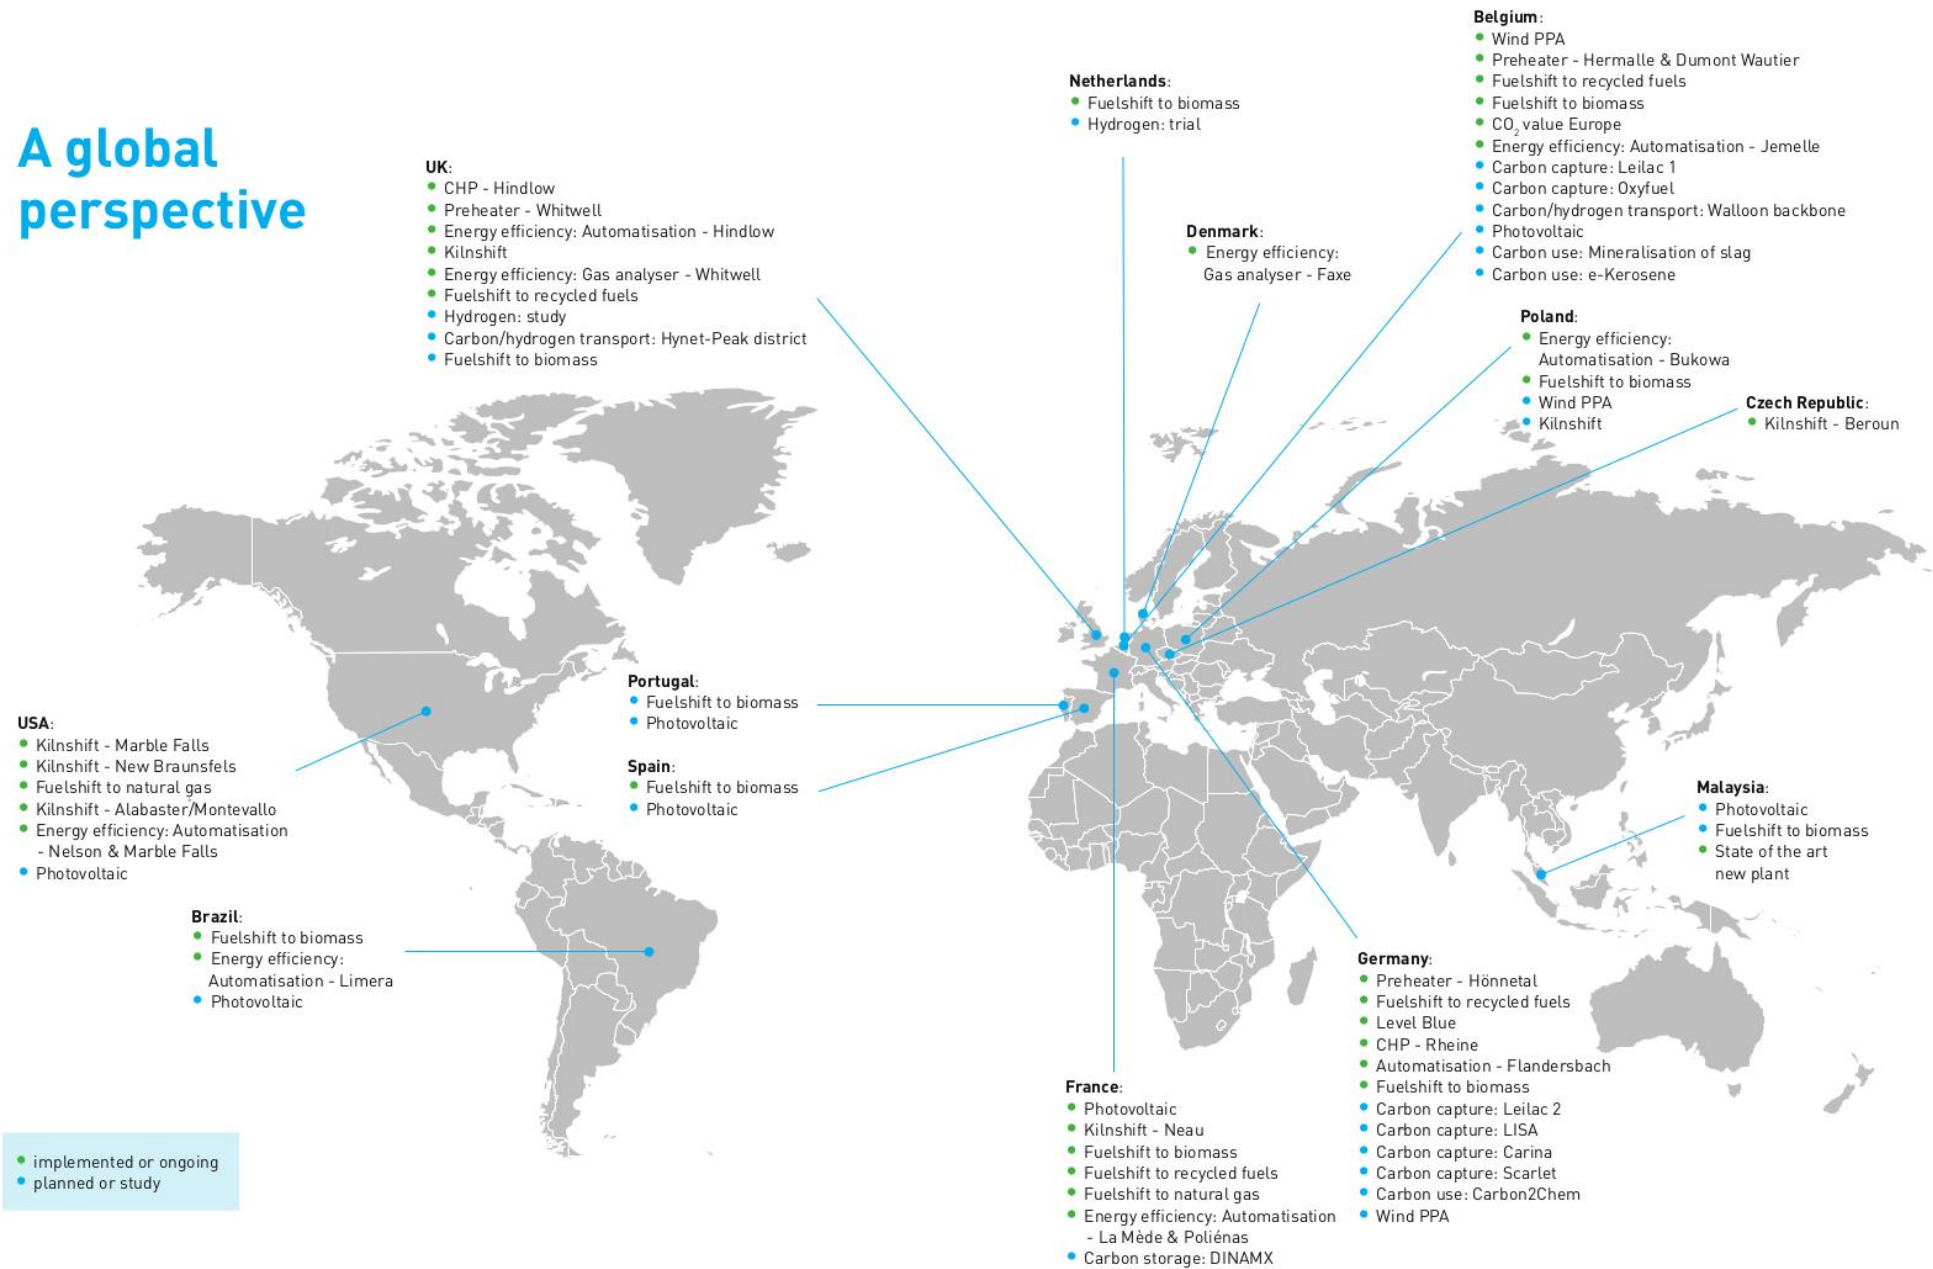 A global
perspective
UK:
CHP - Hindlow
Preheater - Whitwell
Energy efficiency: Automatisation - Hindlow
Kilnshift
Energy efficiency: Gas analyser - Whitwell
Fuelshift to recycled fuels
Hydrogen: study
Carbon/hydrogen transport: Hynet-Peak district
Fuelshift to biomass
Netherlands:
Fuelshift to biomass
Hydrogen: trial
Denmark:
Energy efficiency:
Gas analyser - Faxe
Belgium:
Wind PPA
Preheater - Hermalle & Dumont Wautier
Fuelshift to recycled fuels
Fuelshift to biomass
CO₂ value Europe
Energy efficiency: Automatisation - Jemelle
Carbon capture: Leilac 1
Carbon capture: Oxyfuel
Carbon/hydrogen transport: Walloon backbone
Photovoltaic
Carbon use: Mineralisation of slag
Carbon use: e-Kerosene
Poland:
Energy efficiency:
Automatisation - Bukowa
Fuelshift to biomass
Wind PPA
Kilnshift
Czech Republic:
Kilnshift - Beroun
Portugal:
Fuelshift to biomass
Photovoltaic
Spain:
Fuelshift to biomass
Photovoltaic
USA:
Kilnshift - Marble Falls
Kilnshift - New Braunsfels
Fuelshift to natural gas
Kilnshift - Alabaster/Montevallo
Energy efficiency: Automatisation
- Nelson & Marble Falls
Photovoltaic
Brazil:
Fuelshift to biomass
Energy efficiency:
Automatisation - Limera
Photovoltaic
Malaysia:
Photovoltaic
Fuelshift to biomass
State of the art
new plant
Germany:
Preheater - Hönnetal
Fuelshift to recycled fuels
Level Blue
CHP - Rheine
Automatisation - Flandersbach
Fuelshift to biomass
Carbon capture: Leilac 2
Carbon capture: LISA
Carbon capture: Carina
Carbon capture: Scarlet
Carbon use: Carbon2Chem
Wind PPA
France:
Photovoltaic
Kilnshift - Neau
Fuelshift to biomass
Fuelshift to recycled fuels
Fuelshift to natural gas
Energy efficiency: Automatisation
- La Mède & Poliénas
Carbon storage: DINAMX
implemented or ongoing
planned or study